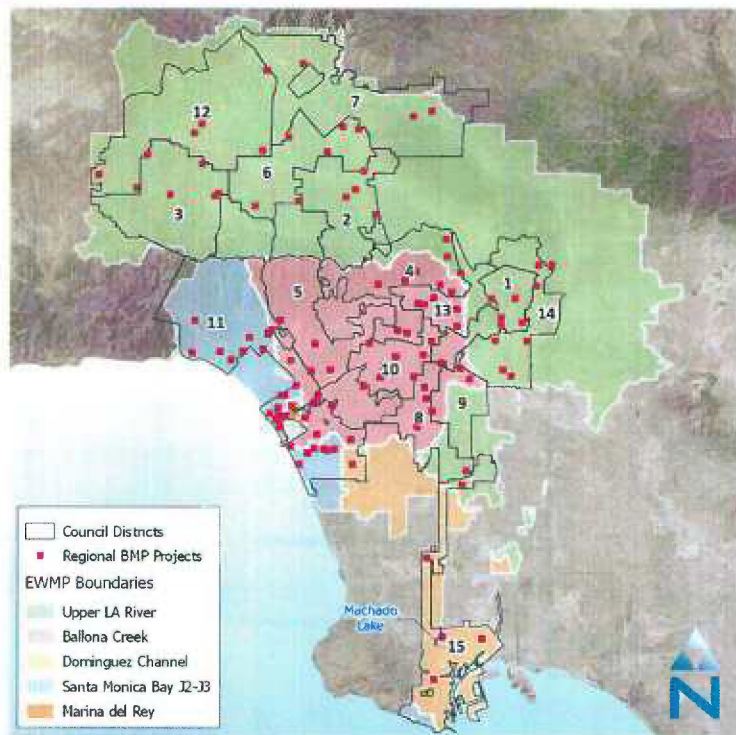 7
12
6
3
2
4
1
5
13
14
11
10
9
8
Council Districts
Regional BMP Projects
EWMP Boundaries
Upper LA River
Ballona Creek
Dominguez Channel
Santa Monica Bay J2-J3
Marina del Rey
Machado
Lake
15
N